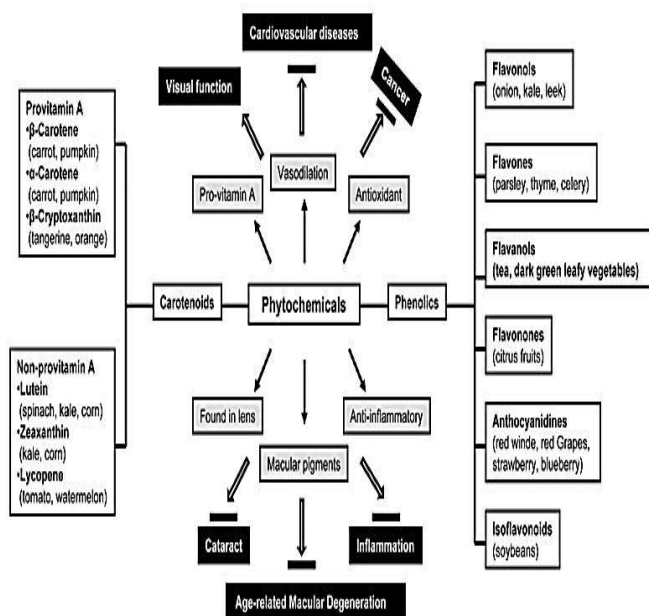 Cardiovascular diseases
Visual function
Cancer
Vasodilation
Pro-vitamin A
Antioxidant
Provitamin A
•β-Carotene
(carrot, pumpkin)
•α-Carotene
(carrot, pumpkin)
•β-Cryptoxanthin
(tangerine, orange)
Carotenoids
Phytochemicals
Phenolics
Non-provitamin A
•Lutein
(spinach, kale, corn)
•Zeaxanthin
(kale, corn)
•Lycopene
(tomato, watermelon)
Found in lens
Anti-inflammatory
Macular pigments
Cataract
Inflammation
Age-related Macular Degeneration
Flavonols
(onion, kale, leek)
Flavones
(parsley, thyme, celery)
Flavanols
(tea, dark green leafy vegetables)
Flavonones
(citrus fruits)
Anthocyanidines
(red winde, red Grapes,
strawberry, blueberry)
Isoflavonoids
(soybeans)